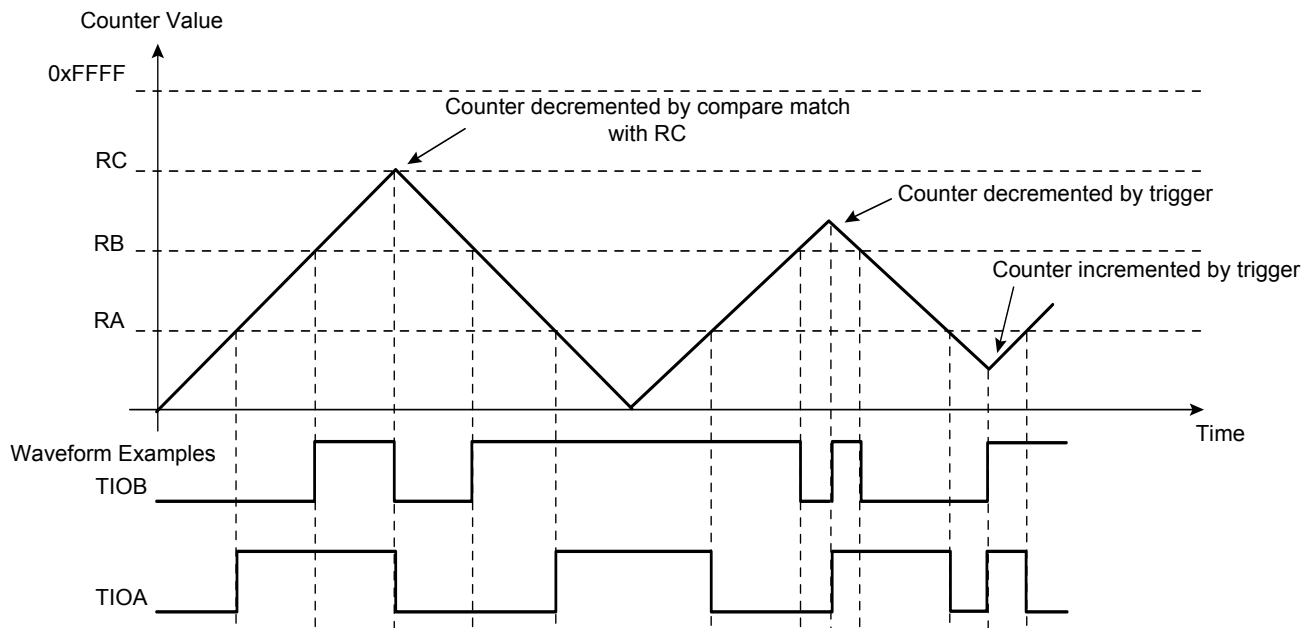 Counter Value
0xFFFF
Counter decremented by compare match
with RC
RC
Counter decremented by trigger
RB
Counter incremented by trigger
RA
Time
Waveform Examples
TIOB
TIOA